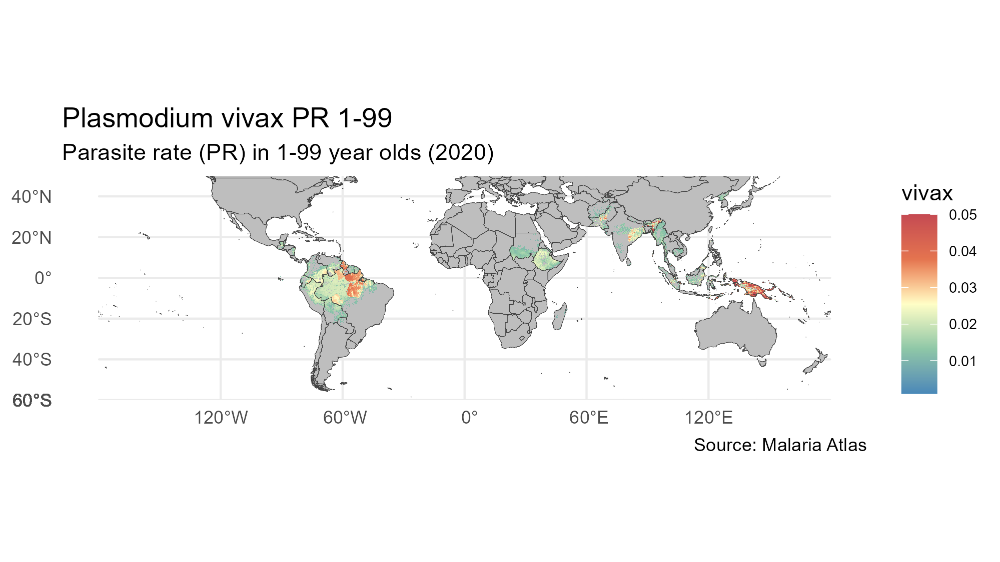 Plasmodium vivax PR 1-99
Parasite rate (PR) in 1-99 year olds (2020)
40°N
20°N
0°
20°S
40°S
60°S
120°W 60°W 0° 60°E 120°E
vivax
0.05
0.04
0.03
0.02
0.01
Source: Malaria Atlas